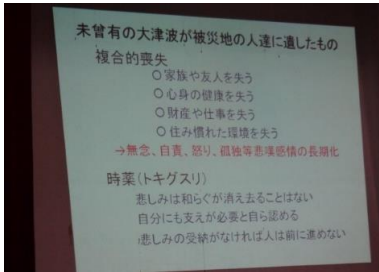 未曾有の大津波が被災地の人達に遺したもの
複合的喪失
○家族や友人を失う
○心身の健康を失う
○財産や仕事を失う
○住み慣れた環境を失う
→無念、自責、怒り、孤独等悲嘆感情の長期化
時薬(トキグスリ)
悲しみは和らぐが消え去ることはない
自分にも支えが必要と自ら認める
悲しみの受納がなければ人は前に進めない